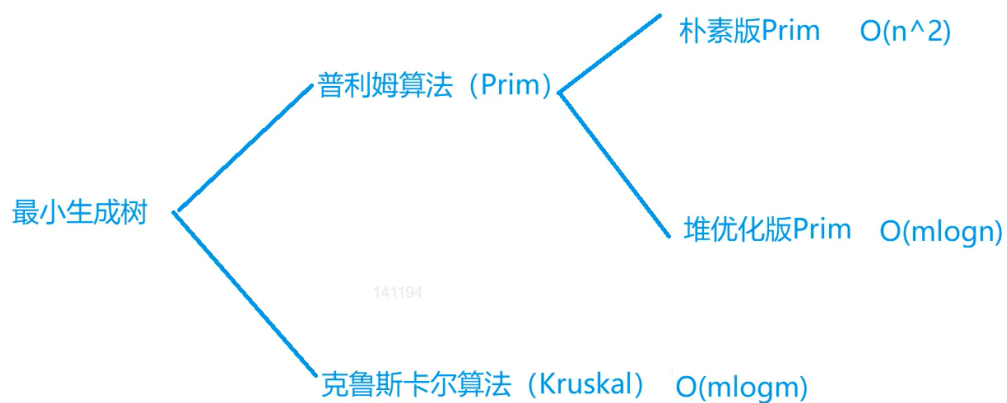 朴素版Prim O(n^2)
普利姆算法（Prim）
最小生成树
堆优化版Prim O(mlogn)
141194
克鲁斯卡尔算法（Kruskal） O(mlogm)